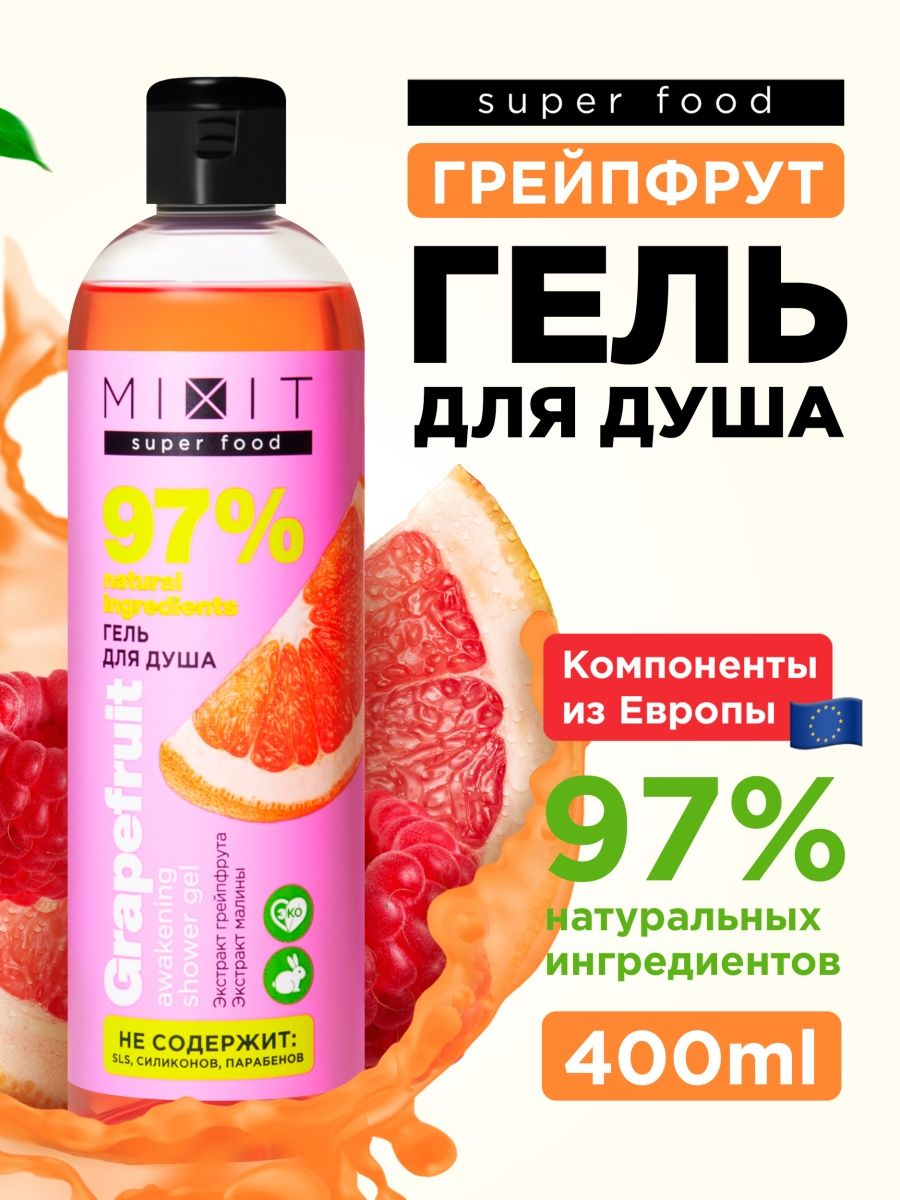 super food
ГРЕЙПФРУТ
ГЕЛЬ
ДЛЯ ДУША
MIXIT
super food
97%
natural
ingredients
ГЕЛЬ
ДЛЯ ДУША
Grapefruit
awakening
shower gel
Экстракт грейпфрута
Экстракт малины
ЭКО
НЕ СОДЕРЖИТ:
SLS, СИЛИКОНОВ, ПАРАБЕНОВ
Компоненты
из Европы
97%
натуральных
ингредиентов
400ml